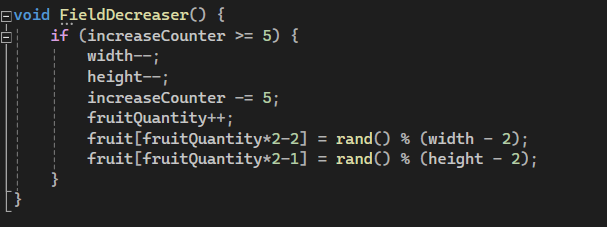 void FieldDecreaser() {
    if (increaseCounter >= 5) {
        width--;
        height--;
        increaseCounter -= 5;
        fruitQuantity++;
        fruit[fruitQuantity*2-2] = rand() % (width - 2);
        fruit[fruitQuantity*2-1] = rand() % (height - 2);
    }
}